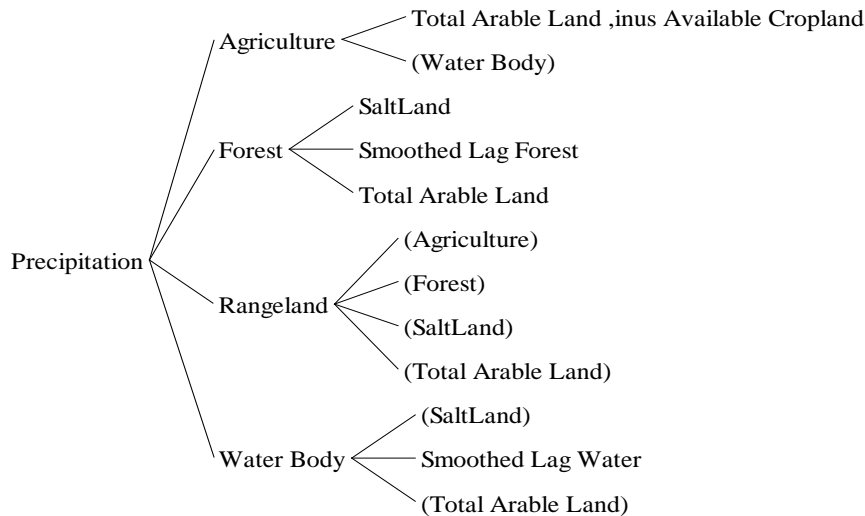 Total Arable Land ,inus Available Cropland
Agriculture
(Water Body)
SaltLand
Forest
Smoothed Lag Forest
Total Arable Land
Precipitation
(Agriculture)
(Forest)
Rangeland
(SaltLand)
(Total Arable Land)
(SaltLand)
Water Body
Smoothed Lag Water
(Total Arable Land)